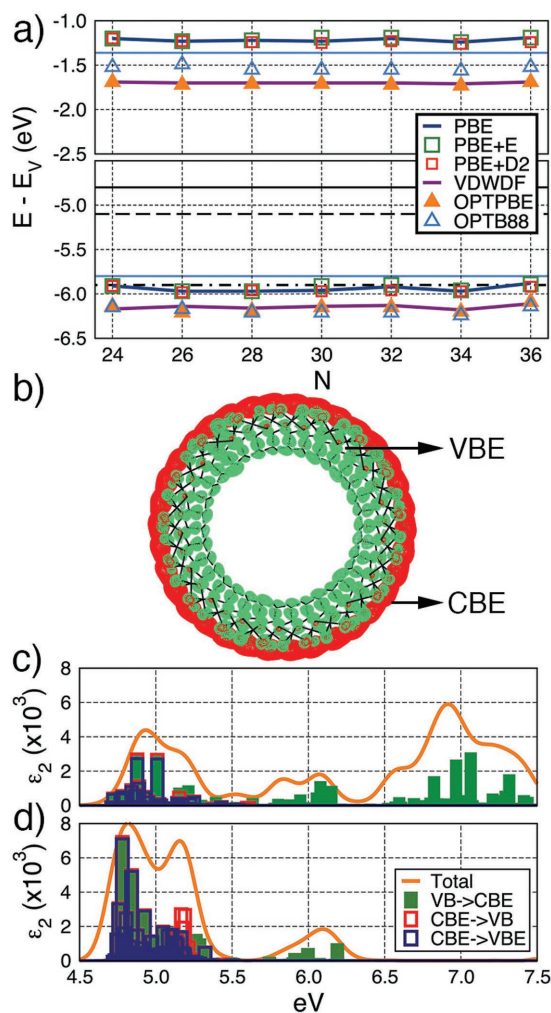 a)
-1.0
-1.5
-2.0
-2.5
-5.0
-5.5
-6.0
-6.5
E - E_V (eV)
PBE
PBE+E
PBE+D2
VDWDF
OPTPBE
OPTB88
24 26 28 30 32 34 36
N
b)
VBE
CBE
c)
8
6
4
2
0
ε₂ (x10³)
d)
8
6
4
2
0
ε₂ (x10³)
Total
VB->CBE
CBE->VB
CBE->VBE
4.5 5.0 5.5 6.0 6.5 7.0 7.5
eV